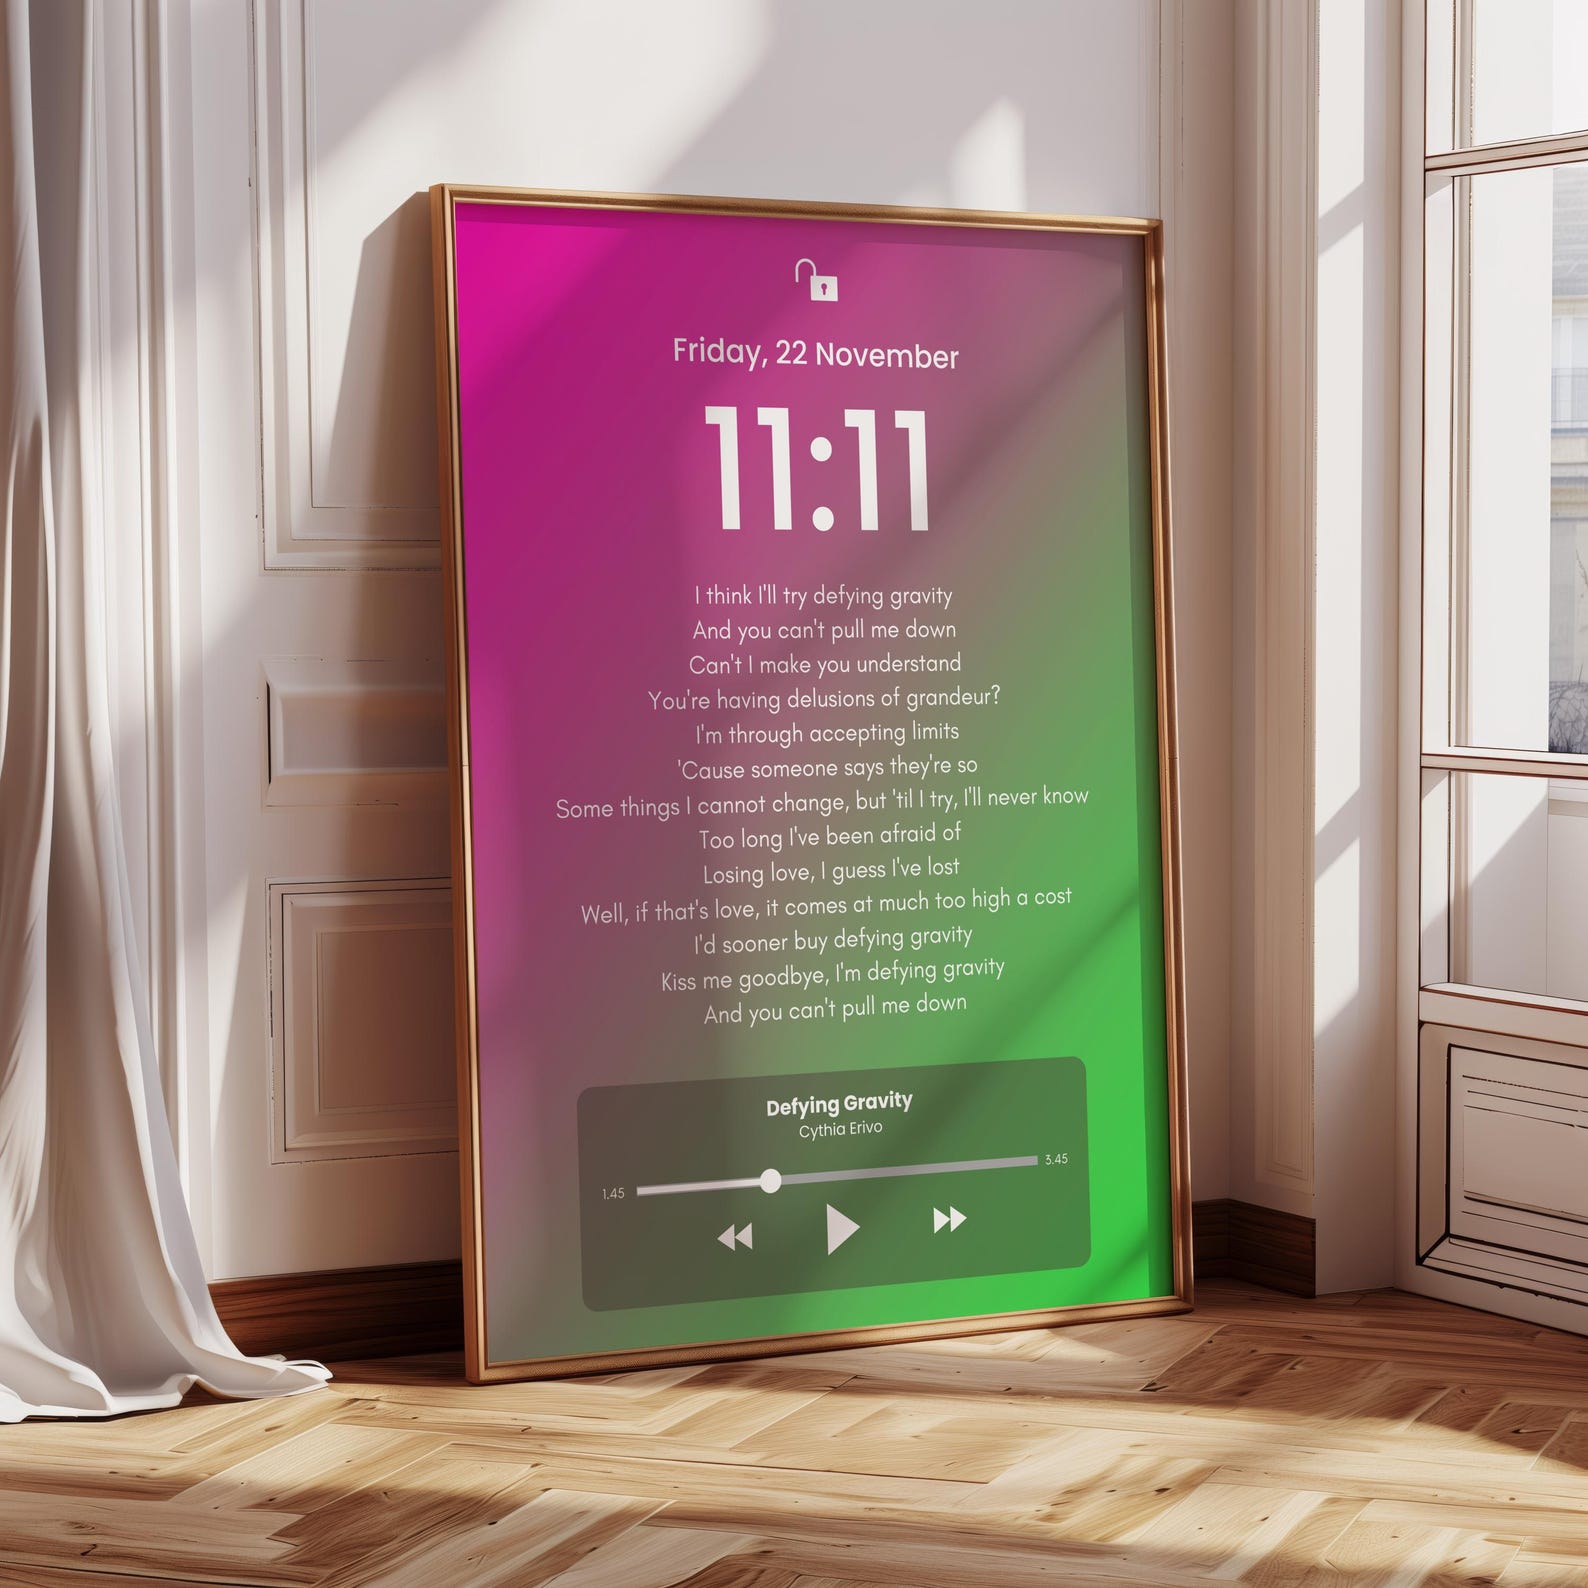 Friday, 22 November
11:11
I think I'll try defying gravity
And you can't pull me down
Can't I make you understand
You're having delusions of grandeur?
I'm through accepting limits
'Cause someone says they're so
Some things I cannot change, but 'til I try, I'll never know
Too long I've been afraid of
Losing love, I guess I've lost
Well, if that's love, it comes at much too high a cost
I'd sooner buy defying gravity
Kiss me goodbye, I'm defying gravity
And you can't pull me down
Defying Gravity
Cythia Erivo
1.45 3.45